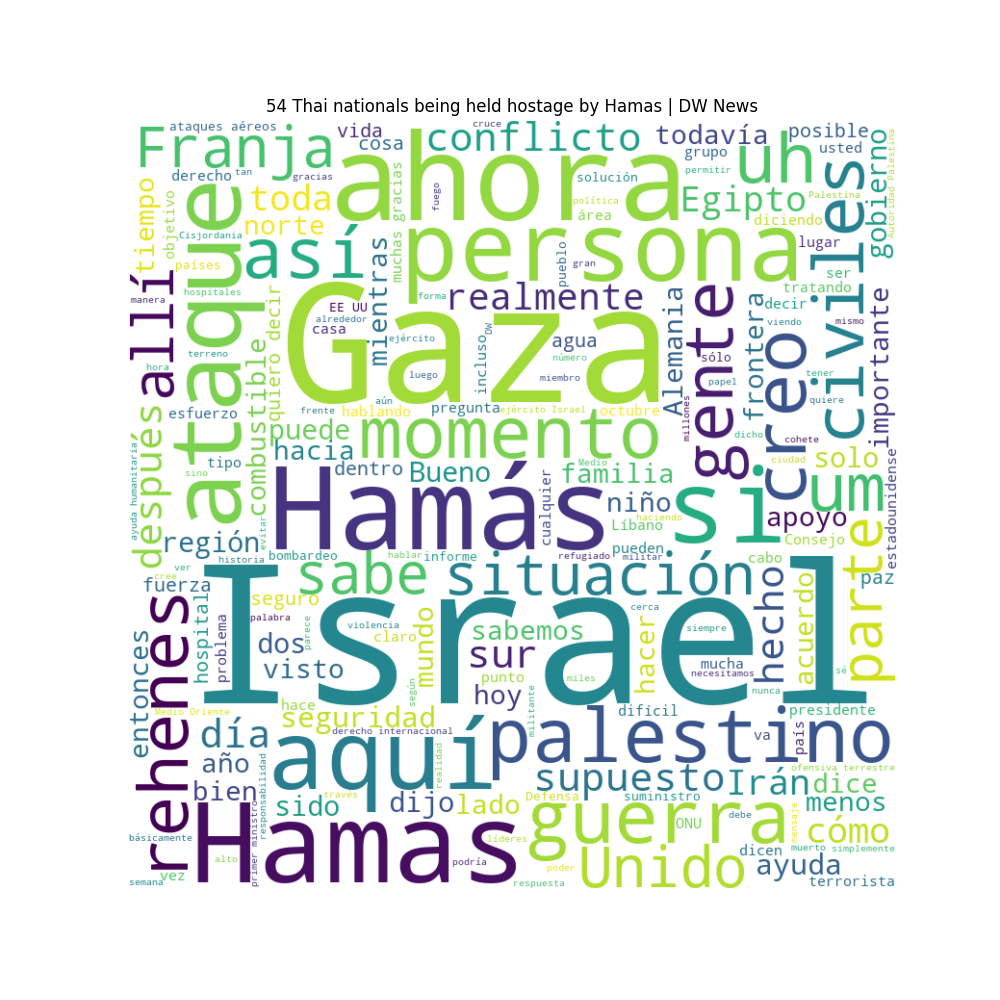 54 Thai nationals being held hostage by Hamas | DW News
ataques aéreos
vida
cosa
cruce
conflicto
todavía
posible
Franja
ahora
uh
grupo
usted
derecho
tan
gracias
muchas gracias
fuego
solución
permitir
civiles
gobierno
Autoridad Palestina
tiempo
objetivo
ataque
toda
norte
área
política
Egipto
Palestina
diciendo
Cisjordania
así
mientras
persona
pueblo
gran
lugar
países
hospitales
manera
allí
quiero decir
EE UU
forma
realmente
Alemania
gente
ser
tratando
decir
frontera
importante
alrededor
casa
Gaza
ejército
incluso
DW
agua
número
sólo
creo
viendo
mismo
terreno
hora
combustible
luego
miembro
papel
tener
quiere
aún
esfuerzo
después
frente
hablando
pregunta
ejército Israel
octubre
millones
dicho
cohete
puede
momento
hacia
dentro
Bueno
familia
ciudad
solo
tipo
sino
Medio
ayuda humanitaria
Hamás
cualquier
niño
si
um
estadounidense
haciendo
Líbano
apoyo
Consejo
región
evitar
historia
bombardeo
hablar
informe
refugiado
militar
pueden
cabo
parte
ver
cree
fuerza
sabe
situación
hecho
paz
hospital
seguro
Israel
cerca
acuerdo
rehenes
palabra
problema
parece
violencia
claro
mundo
sabemos
siempre
entonces
dos
visto
sur
hacer
mucha
necesitamos
sé
punto
según
miles
nunca
hoy
Medio Oriente
hace
seguridad
militante
difícil
presidente
día
derecho internacional
palestino
va
país
año
aquí
realidad
ofensiva terrestre
bien
responsabilidad
supuesto
Irán
dice
sido
traves
dijo
lado
Defensa
suministro
menos
líderes
guerra
ONU
debe
mensaje
cómo
básicamente
primer ministro
Hamas
dicen
muerto
simplemente
alto
podría
poder
Unido
ayuda
semana
vez
respuesta
terrorista